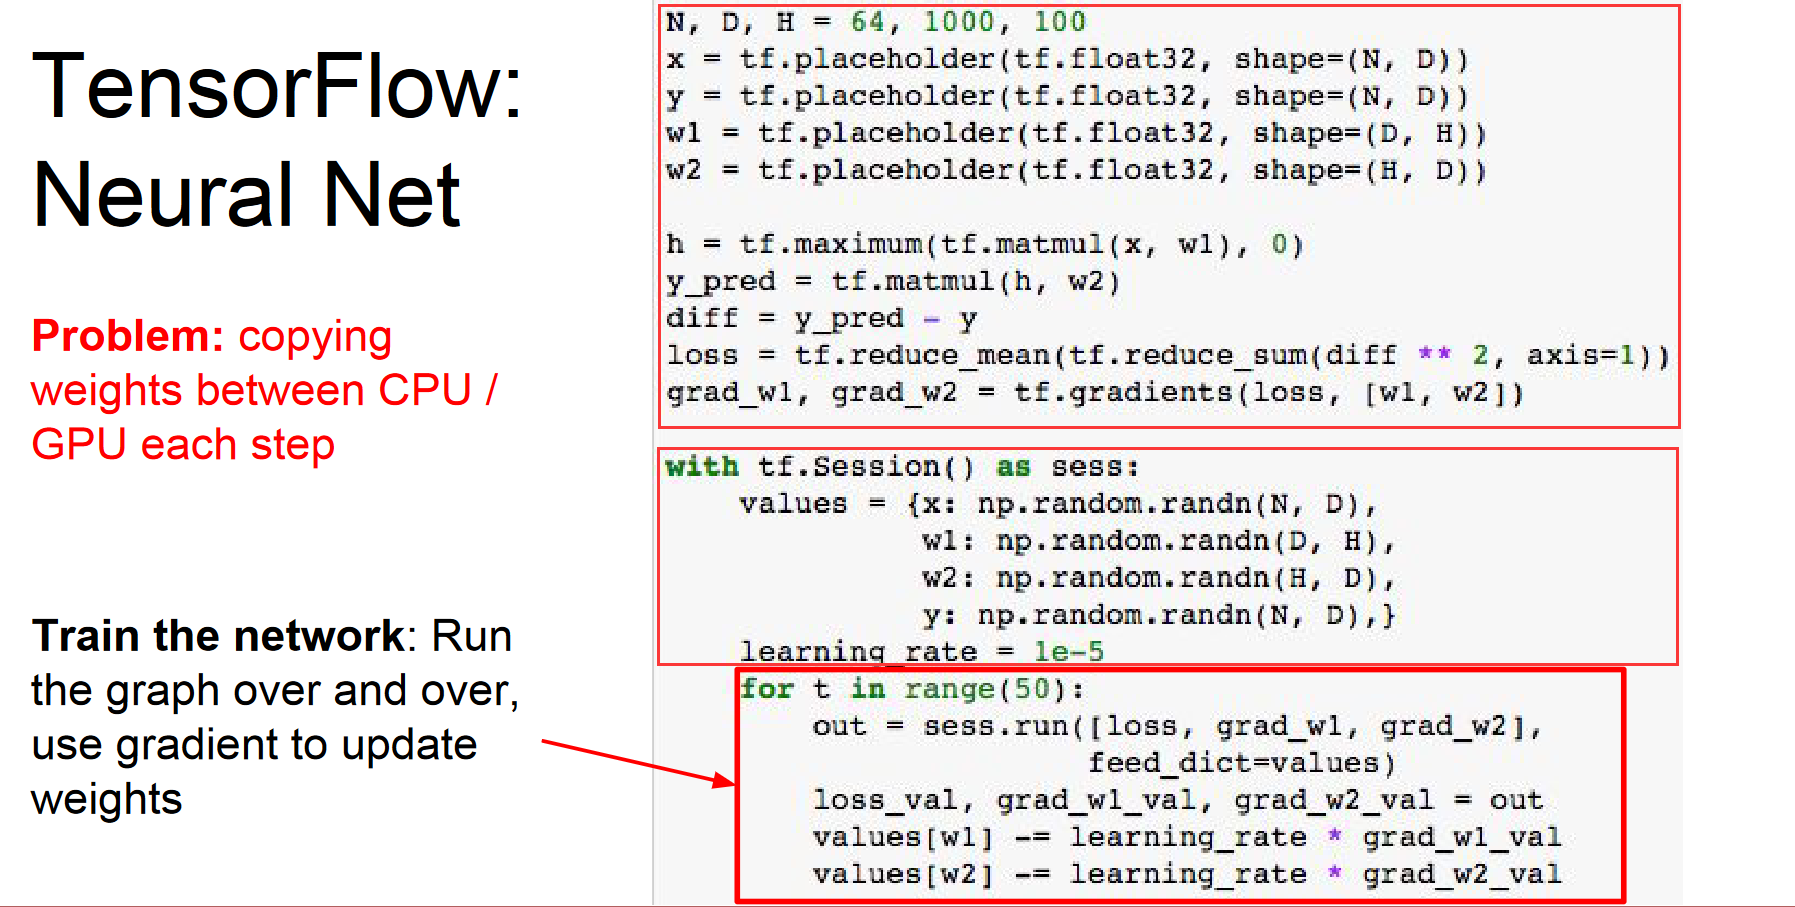 TensorFlow:
Neural Net
Problem: copying
weights between CPU /
GPU each step
Train the network: Run
the graph over and over,
use gradient to update
weights
N, D, H = 64, 1000, 100
x = tf.placeholder(tf.float32, shape=(N, D))
y = tf.placeholder(tf.float32, shape=(N, D))
w1 = tf.placeholder(tf.float32, shape=(D, H))
w2 = tf.placeholder(tf.float32, shape=(H, D))
h = tf.maximum(tf.matmul(x, w1), 0)
y_pred = tf.matmul(h, w2)
diff = y_pred - y
loss = tf.reduce_mean(tf.reduce_sum(diff ** 2, axis=1))
grad_w1, grad_w2 = tf.gradients(loss, [w1, w2])
with tf.Session() as sess:
values = {x: np.random.randn(N, D),
w1: np.random.randn(D, H),
w2: np.random.randn(H, D),
y: np.random.randn(N, D),}
learning_rate = 1e-5
for t in range(50):
out = sess.run([loss, grad_w1, grad_w2],
feed_dict=values)
loss_val, grad_w1_val, grad_w2_val = out
values[w1] -= learning_rate * grad_w1_val
values[w2] -= learning_rate * grad_w2_val